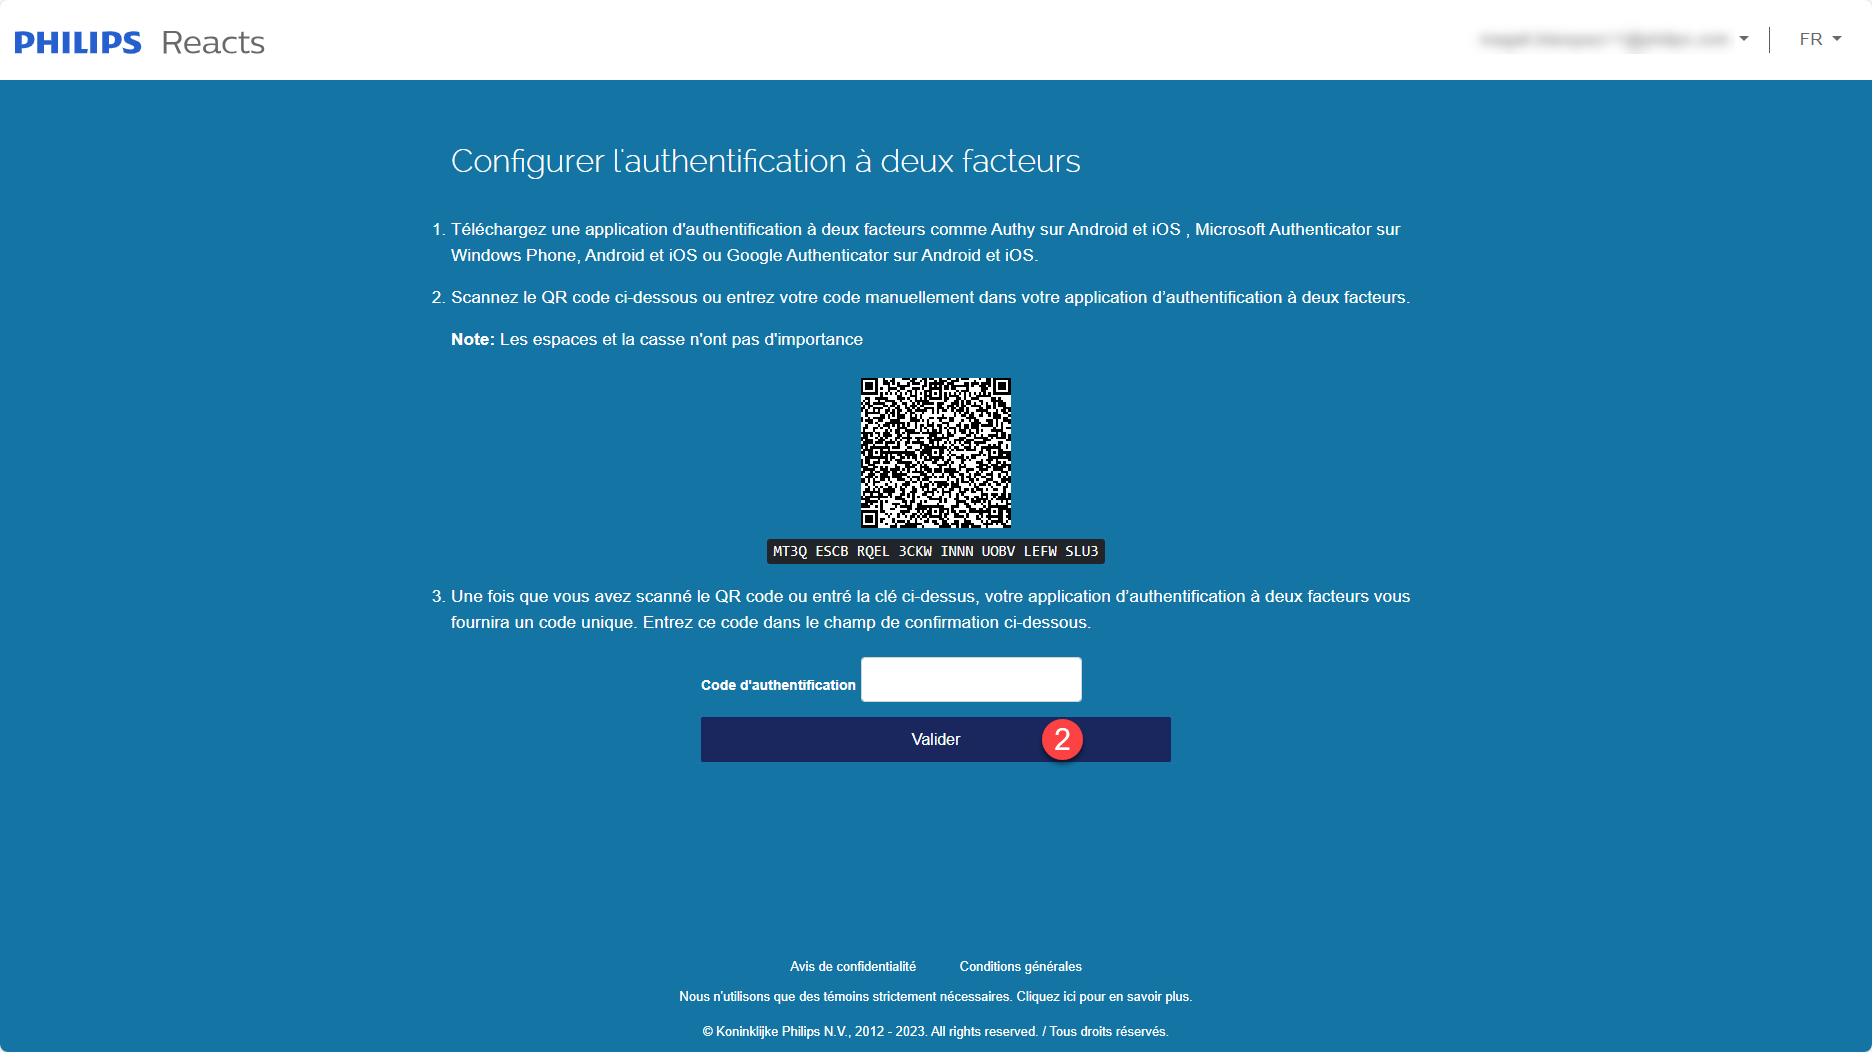 PHILIPS Reacts
FR
Configurer l'authentification à deux facteurs
1. Téléchargez une application d'authentification à deux facteurs comme Authy sur Android et iOS , Microsoft Authenticator sur
Windows Phone, Android et iOS ou Google Authenticator sur Android et iOS.
2. Scannez le QR code ci-dessous ou entrez votre code manuellement dans votre application d’authentification à deux facteurs.
Note: Les espaces et la casse n'ont pas d'importance
MT3Q ESCB RQEL 3CKW INNN UOBV LEFW SLU3
3. Une fois que vous avez scanné le QR code ou entré la clé ci-dessus, votre application d’authentification à deux facteurs vous
fournira un code unique. Entrez ce code dans le champ de confirmation ci-dessous.
Code d'authentification
Valider 2
Avis de confidentialité Conditions générales
Nous n'utilisons que des témoins strictement nécessaires. Cliquez ici pour en savoir plus.
© Koninklijke Philips N.V., 2012 - 2023. All rights reserved. / Tous droits réservés.